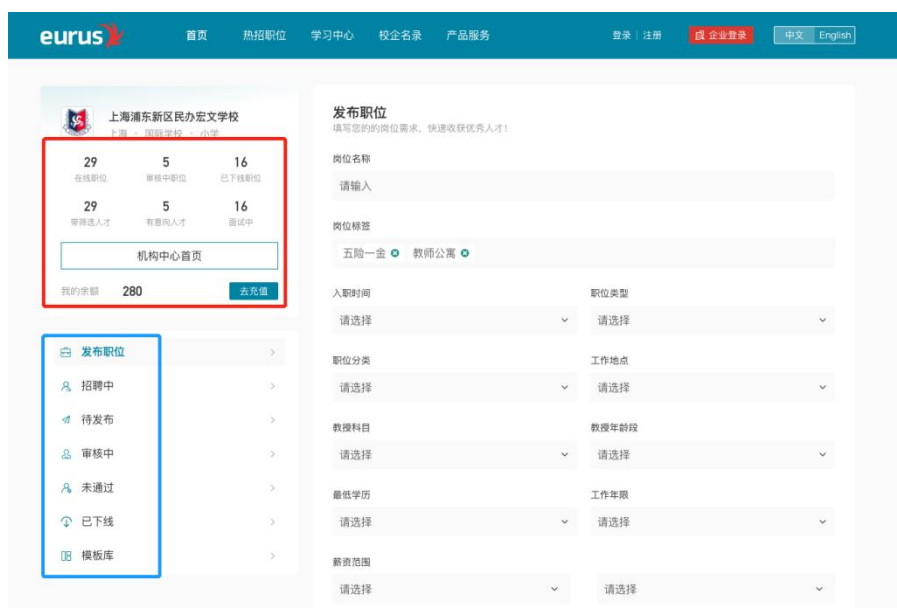 eurus
首页 热招职位 学习中心 校企名录 产品服务
登录 | 注册
企业登录
中文 English
上海浦东新区民办宏文学校
上海 · 国际学校 · 小学
29 5 16
在线职位 审核中职位 已下线职位
29 5 16
带筛选人才 有意向人才 面试中
机构中心首页
我的余额 280 去充值
发布职位
招聘中
待发布
审核中
未通过
已下线
模板库
发布职位
填写您的的岗位需求，快速收获优秀人才！
岗位名称
请输入
岗位标签
五险一金 教师公寓
入职时间 职位类型
请选择 请选择
职位分类 工作地点
请选择 请选择
教授科目 教授年龄段
请选择 请选择
最低学历 工作年限
请选择 请选择
薪资范围
请选择 请选择